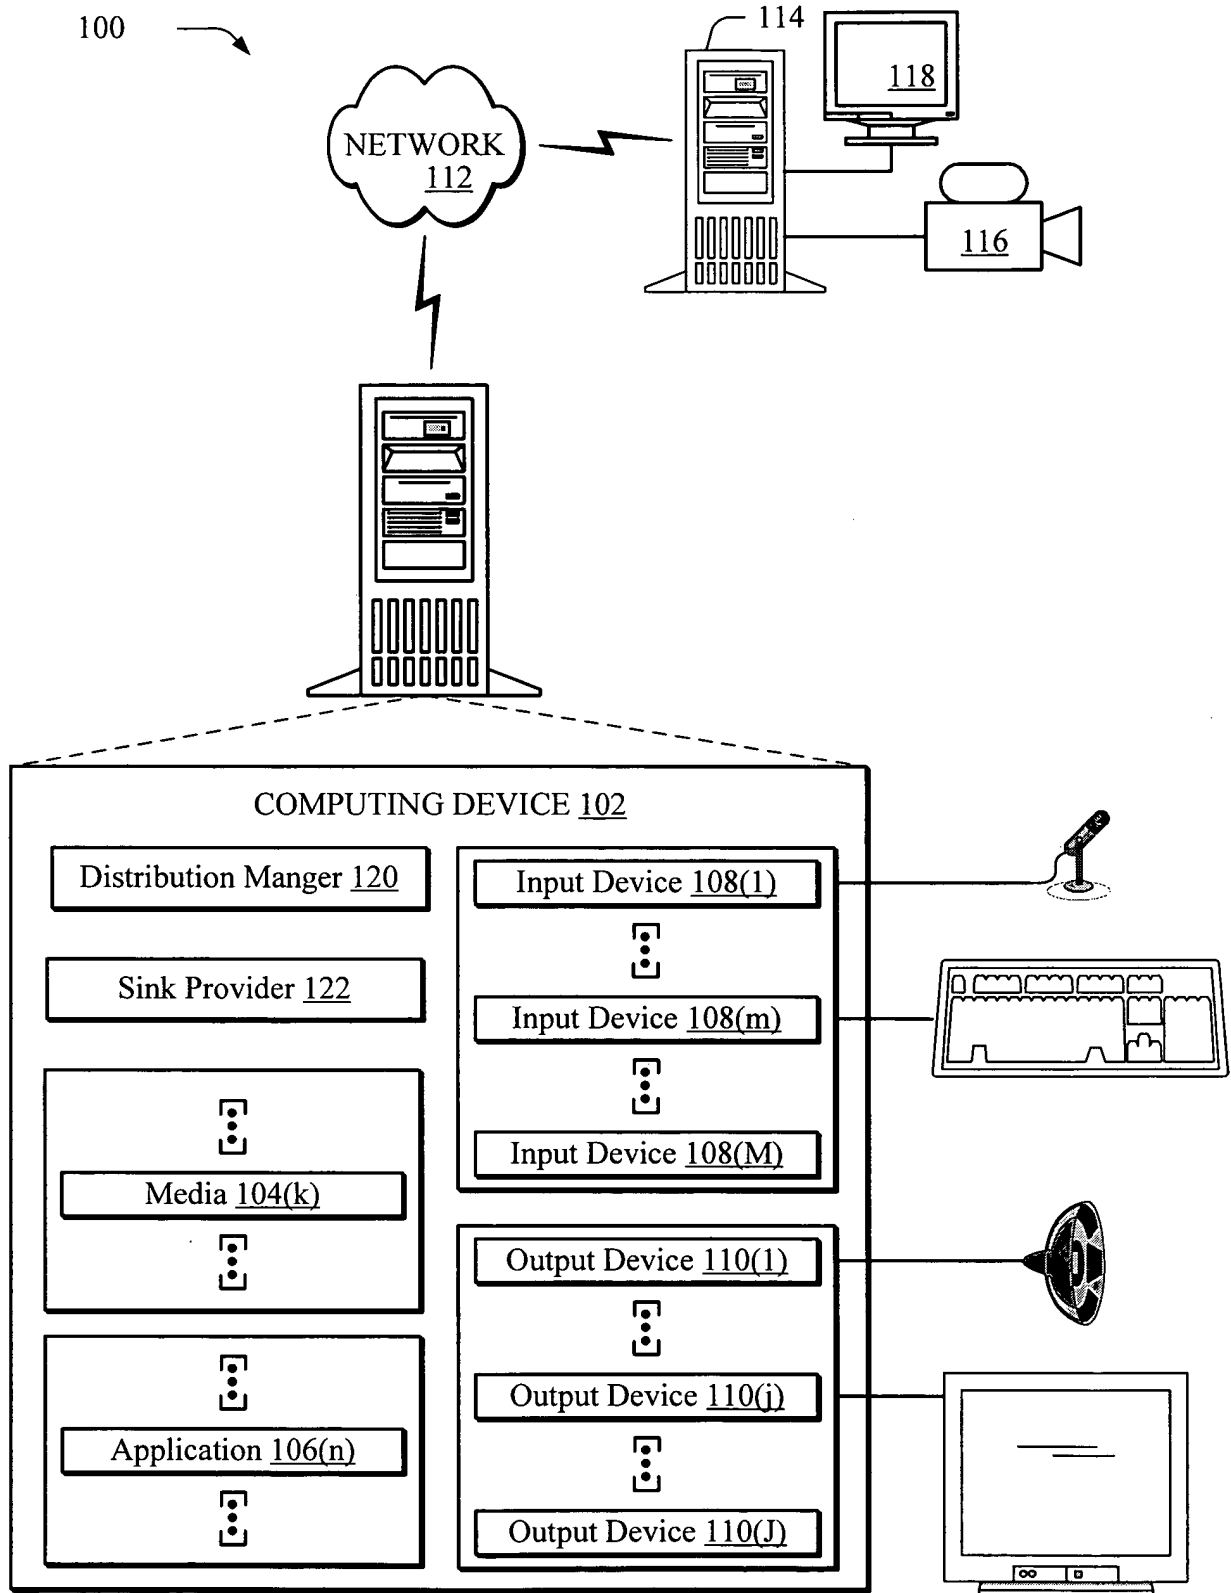 100
114
118
NETWORK
112
116
COMPUTING DEVICE 102
Distribution Manger 120
Sink Provider 122
Media 104(k)
Application 106(n)
Input Device 108(1)
Input Device 108(m)
Input Device 108(M)
Output Device 110(1)
Output Device 110(j)
Output Device 110(J)